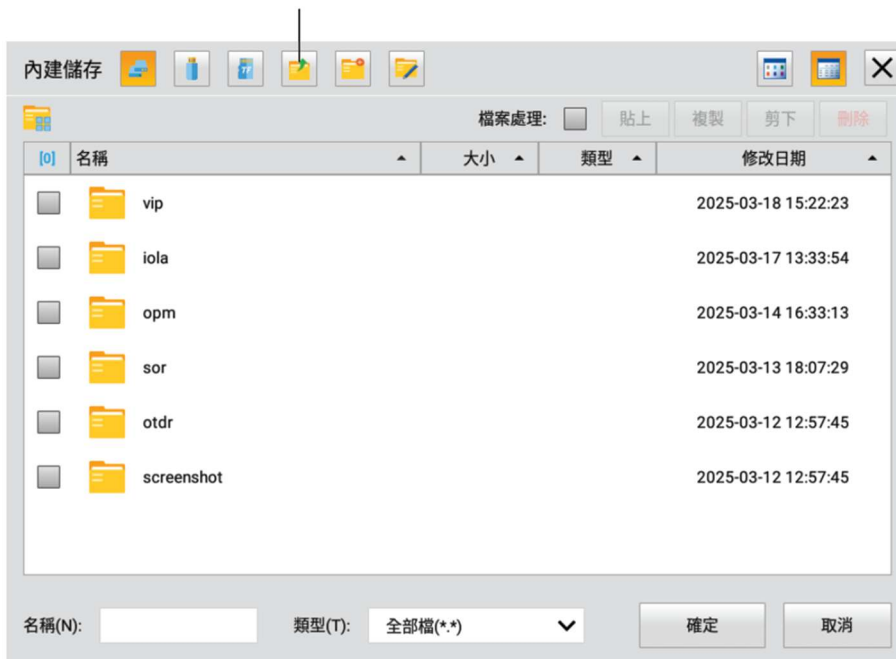 內建儲存 TF
檔案處理: 貼上 複製 剪下 刪除
[0] 名稱 大小 類型 修改日期
vip 2025-03-18 15:22:23
iola 2025-03-17 13:33:54
opm 2025-03-14 16:33:13
sor 2025-03-13 18:07:29
otdr 2025-03-12 12:57:45
screenshot 2025-03-12 12:57:45
名稱(N): 類型(T): 全部檔(*.*) 確定 取消